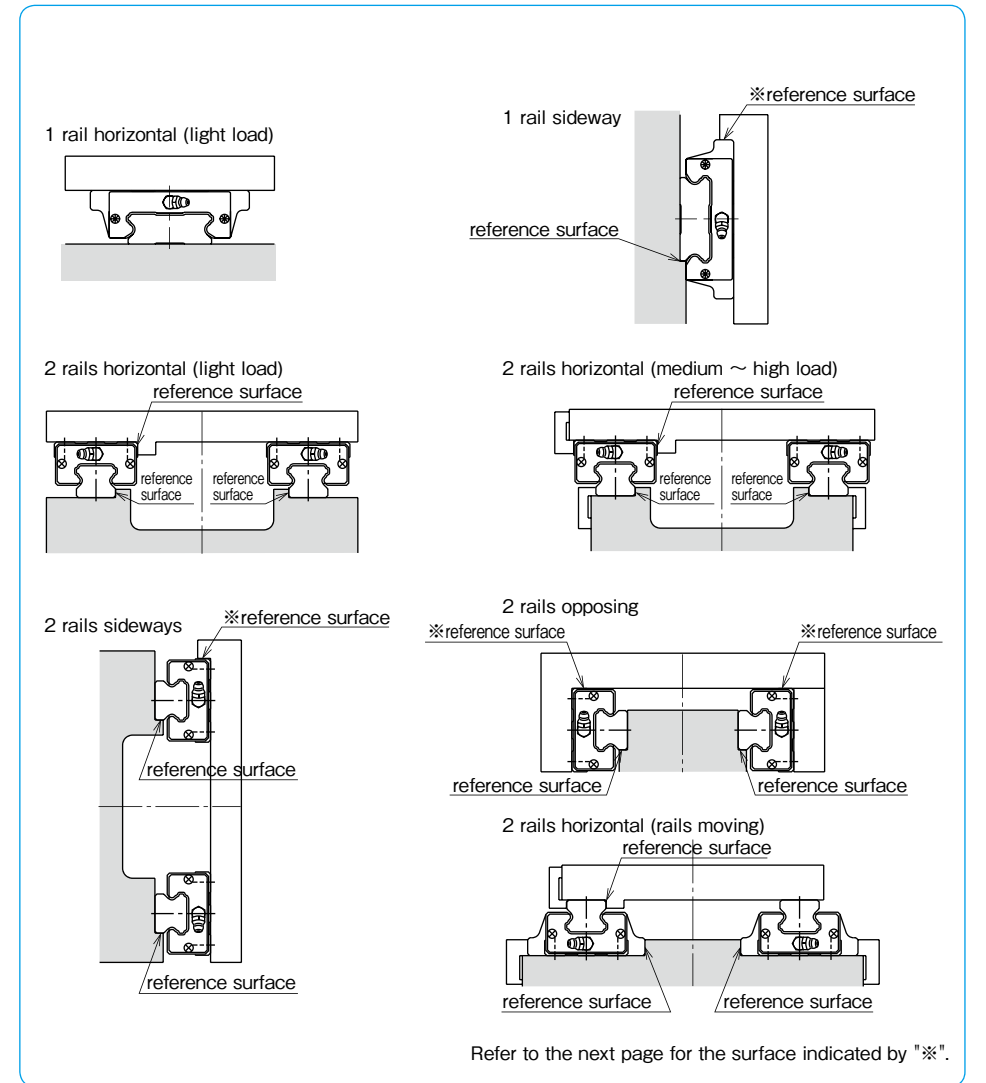 1 rail horizontal (light load)
1 rail sideway
※reference surface
reference surface
2 rails horizontal (light load)
reference surface
reference
surface
reference
surface
2 rails horizontal (medium ～ high load)
reference surface
reference
surface
reference
surface
2 rails sideways
※reference surface
reference surface
reference surface
2 rails opposing
※reference surface
※reference surface
reference surface
reference surface
2 rails horizontal (rails moving)
reference surface
reference surface
reference surface
Refer to the next page for the surface indicated by "※".